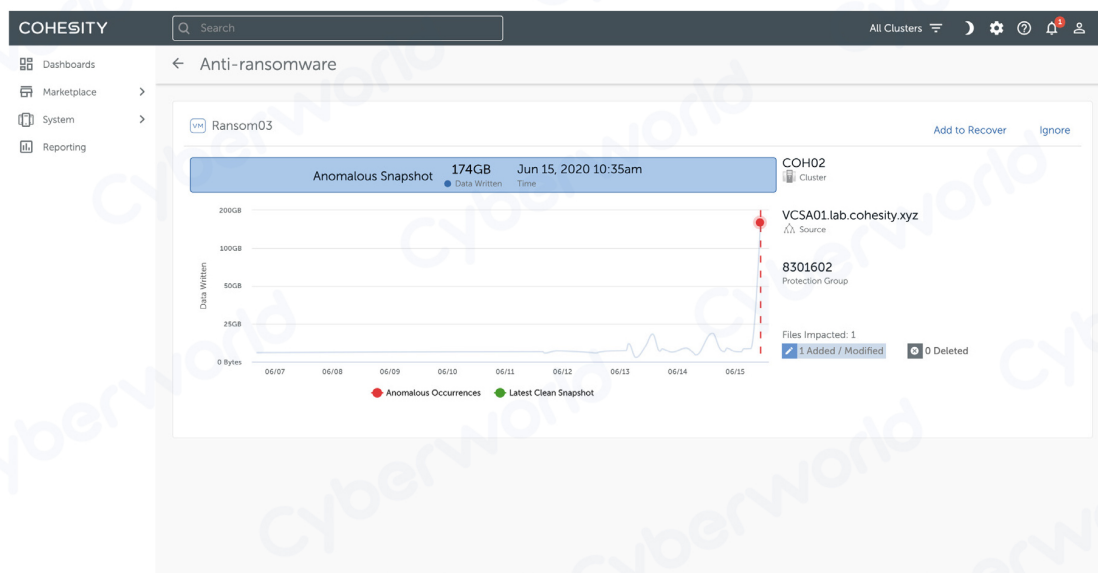 COHESITY
Search
All Clusters
1
Dashboards
Marketplace
System
Reporting
Anti-ransomware
VM Ransom03
Add to Recover Ignore
Anomalous Snapshot 174GB Data Written Jun 15, 2020 10:35am Time
COH02
Cluster
VCSA01.lab.cohesity.xyz
Source
8301602
Protection Group
Files Impacted: 1
1 Added / Modified 0 Deleted
Data Written
200GB
100GB
50GB
25GB
0 Bytes
06/07 06/08 06/09 06/10 06/11 06/12 06/13 06/14 06/15
Anomalous Occurrences Latest Clean Snapshot
Cyberworld